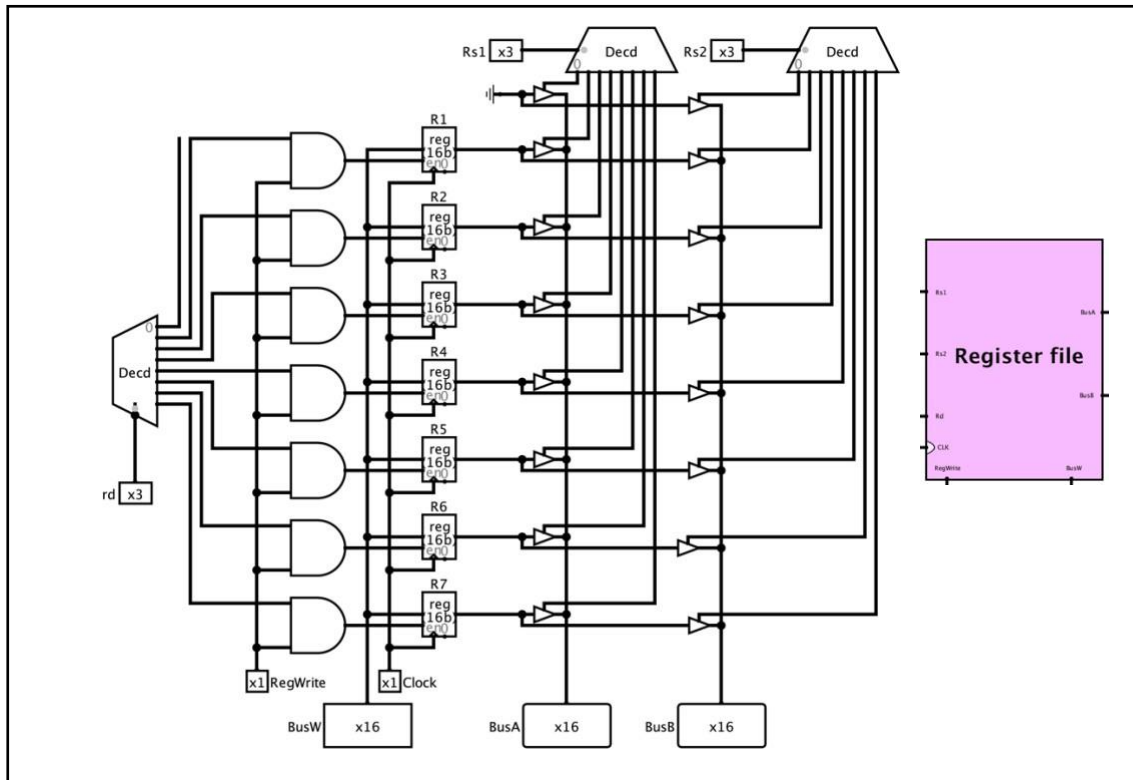 Rs1 x3 Decd
0
Rs2 x3 Decd
0
R1
reg
16b
en0
R2
reg
16b
en0
R3
reg
16b
en0
R4
reg
16b
en0
R5
reg
16b
en0
R6
reg
16b
en0
R7
reg
16b
en0
0
Decd
rd x3
x1 RegWrite
x1 Clock
BusW x16
BusA x16
BusB x16
Rs1
BusA
Rs2
Register file
BusB
Rd
CLK
RegWrite
BusW